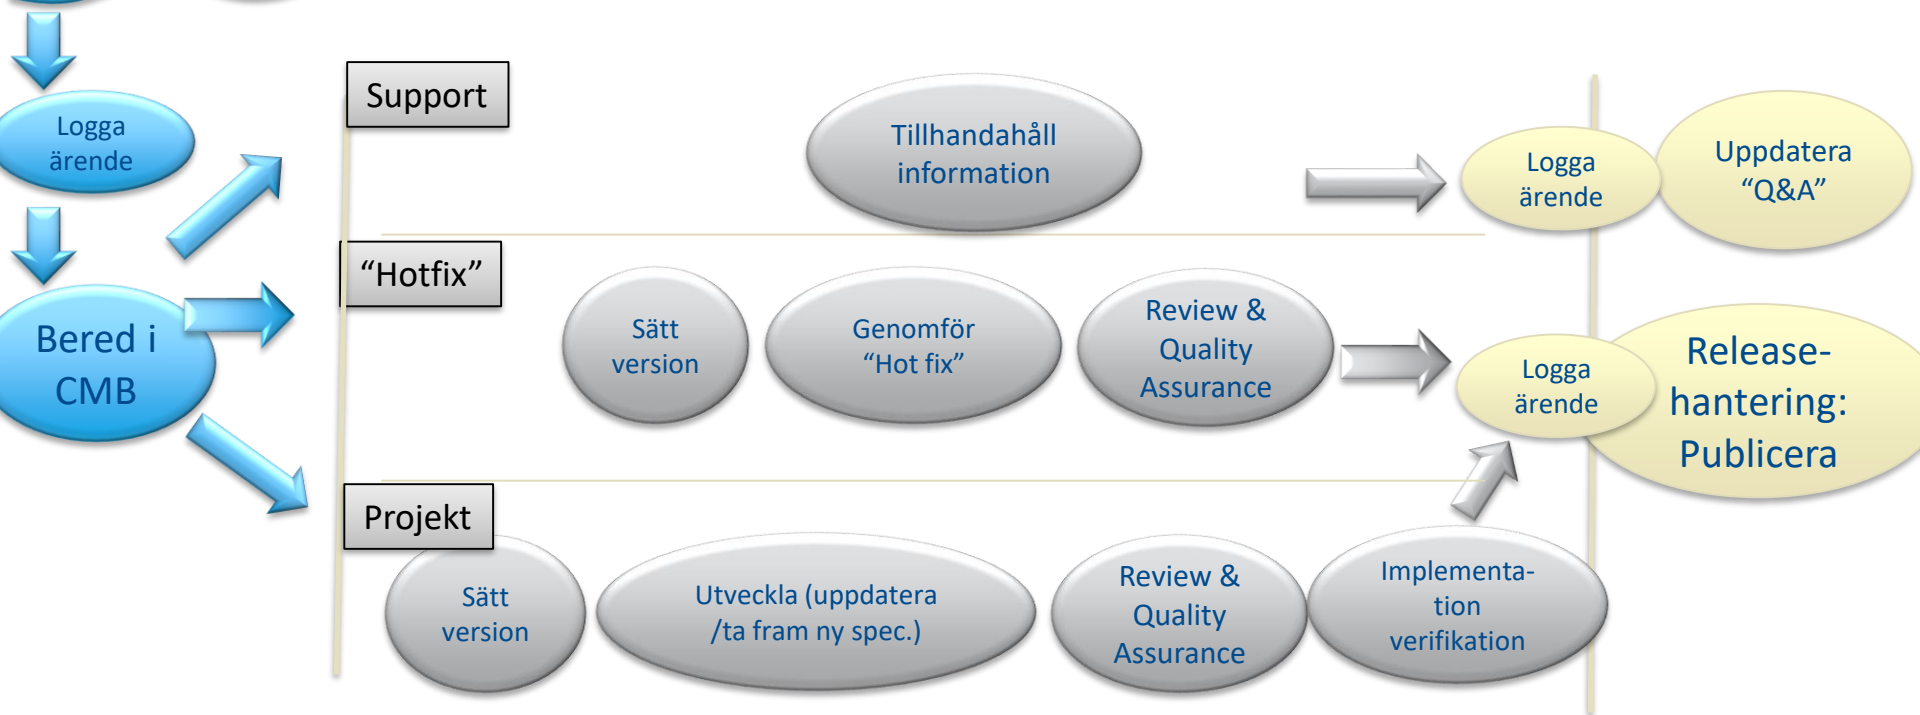 Logga
ärende
Bered i
CMB
Support
Tillhandahåll
information
Logga
ärende
Uppdatera
“Q&A”
“Hotfix”
Sätt
version
Genomför
“Hot fix”
Review &
Quality
Assurance
Logga
ärende
Release-
hantering:
Publicera
Projekt
Sätt
version
Utveckla (uppdatera
/ta fram ny spec.)
Review &
Quality
Assurance
Implementa-
tion
verifikation